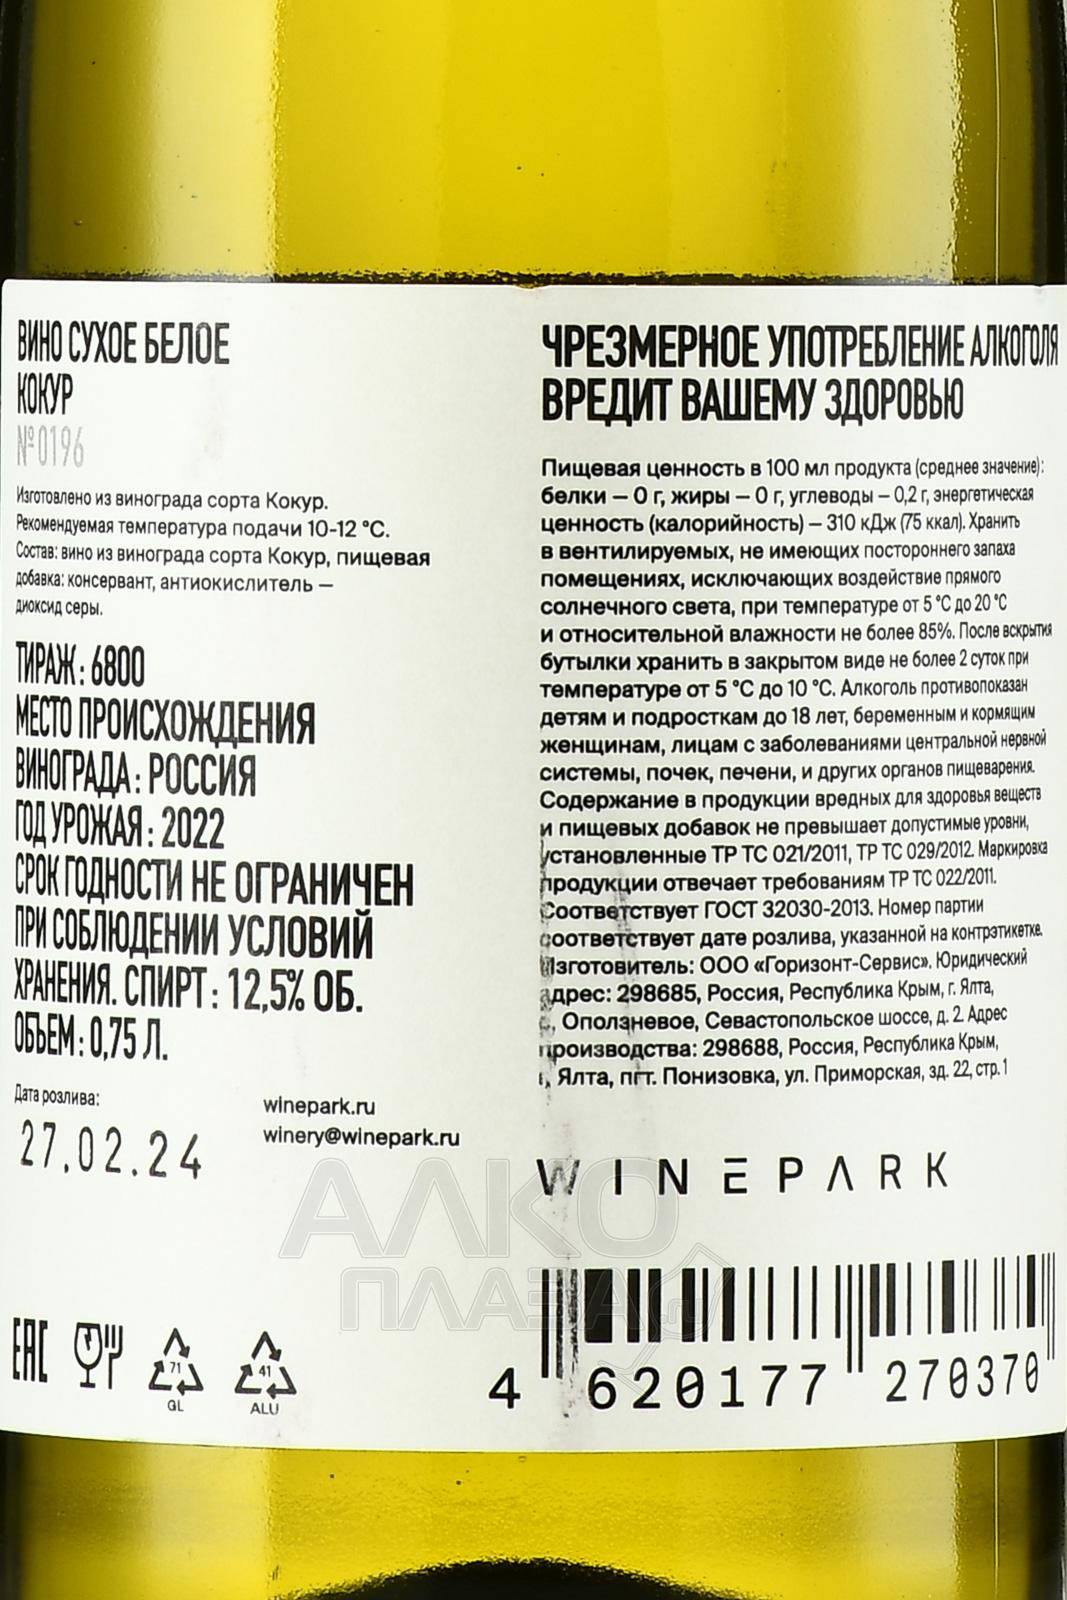 ВИНО СУХОЕ БЕЛОЕ
КОКУР
№0196
Изготовлено из винограда сорта Кокур.
Рекомендуемая температура подачи 10-12 °С.
Состав: вино из винограда сорта Кокур, пищевая
добавка: консервант, антиокислитель —
диоксид серы.
ТИРАЖ: 6800
МЕСТО ПРОИСХОЖДЕНИЯ
ВИНОГРАДА: РОССИЯ
ГОД УРОЖАЯ: 2022
СРОК ГОДНОСТИ НЕ ОГРАНИЧЕН
ПРИ СОБЛЮДЕНИИ УСЛОВИЙ
ХРАНЕНИЯ. СПИРТ: 12,5% ОБ.
ОБЪЕМ: 0,75 Л.
Дата розлива:
27.02.24
winepark.ru
winery@winepark.ru
EAC
71
GL
41
ALU
ЧРЕЗМЕРНОЕ УПОТРЕБЛЕНИЕ АЛКОГОЛЯ
ВРЕДИТ ВАШЕМУ ЗДОРОВЬЮ
Пищевая ценность в 100 мл продукта (среднее значение):
белки — 0 г, жиры — 0 г, углеводы — 0,2 г, энергетическая
ценность (калорийность) — 310 кДж (75 ккал). Хранить
в вентилируемых, не имеющих постороннего запаха
помещениях, исключающих воздействие прямого
солнечного света, при температуре от 5 °С до 20 °С
и относительной влажности не более 85%. После вскрытия
бутылки хранить в закрытом виде не более 2 суток при
температуре от 5 °С до 10 °С. Алкоголь противопоказан
детям и подросткам до 18 лет, беременным и кормящим
женщинам, лицам с заболеваниями центральной нервной
системы, почек, печени, и других органов пищеварения.
Содержание в продукции вредных для здоровья веществ
и пищевых добавок не превышает допустимые уровни,
установленные ТР ТС 021/2011, ТР ТС 029/2012. Маркировка
продукции отвечает требованиям ТР ТС 022/2011.
Соответствует ГОСТ 32030-2013. Номер партии
соответствует дате розлива, указанной на контрэтикетке.
Изготовитель: ООО «Горизонт-Сервис». Юридический
адрес: 298685, Россия, Республика Крым, г. Ялта,
с. Оползневое, Севастопольское шоссе, д. 2. Адрес
производства: 298688, Россия, Республика Крым,
г. Ялта, пгт. Понизовка, ул. Приморская, зд. 22, стр. 1
WINEPARK
АЛКО
ПЛАЗА
.ru
4 620177 270370